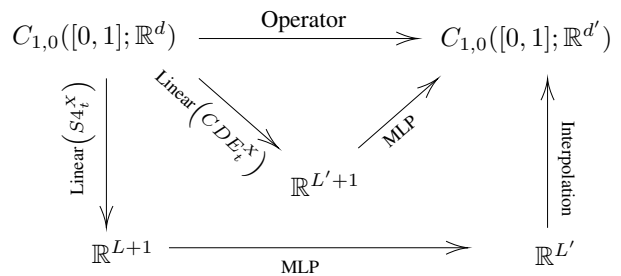 Operator
C_{1,0}([0, 1]; ℝ^d)
C_{1,0}([0, 1]; ℝ^{d'})
Linear(S4_t^X)
Linear(CDE_t^X)
MLP
Interpolation
ℝ^{L'+1}
ℝ^{L+1}
MLP
ℝ^{L'}